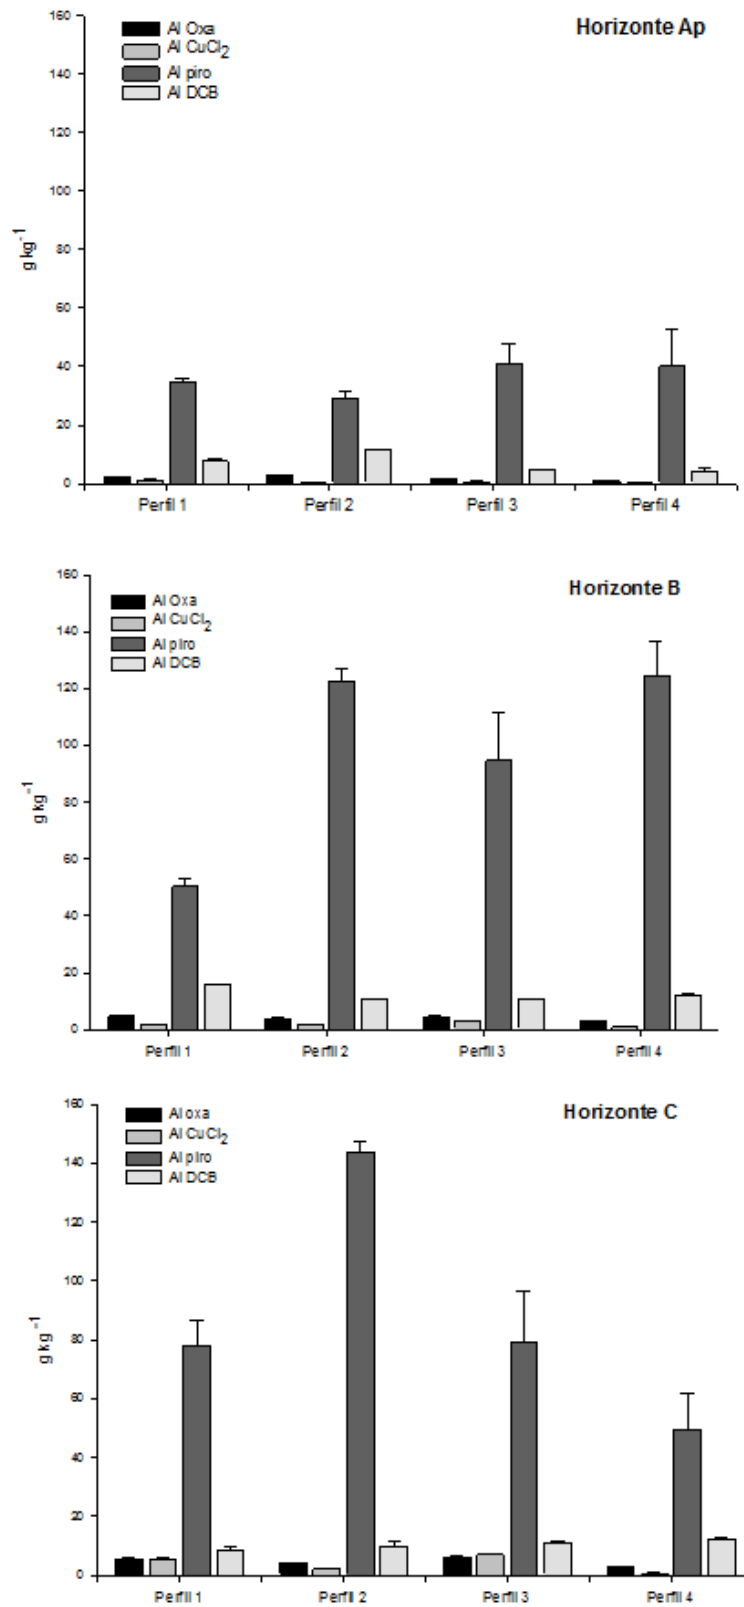 Horizonte Ap
Al Oxa
Al CuCl2
Al piro
Al DCB
160
140
120
100
80
60
40
20
0
g kg-1
Perfil 1 Perfil 2 Perfil 3 Perfil 4
Horizonte B
Al Oxa
Al CuCl2
Al piro
Al DCB
160
140
120
100
80
60
40
20
0
g kg-1
Perfil 1 Perfil 2 Perfil 3 Perfil 4
Horizonte C
Al oxa
Al CuCl2
Al piro
Al DCB
160
140
120
100
80
60
40
20
0
g kg-1
Perfil 1 Perfil 2 Perfil 3 Perfil 4